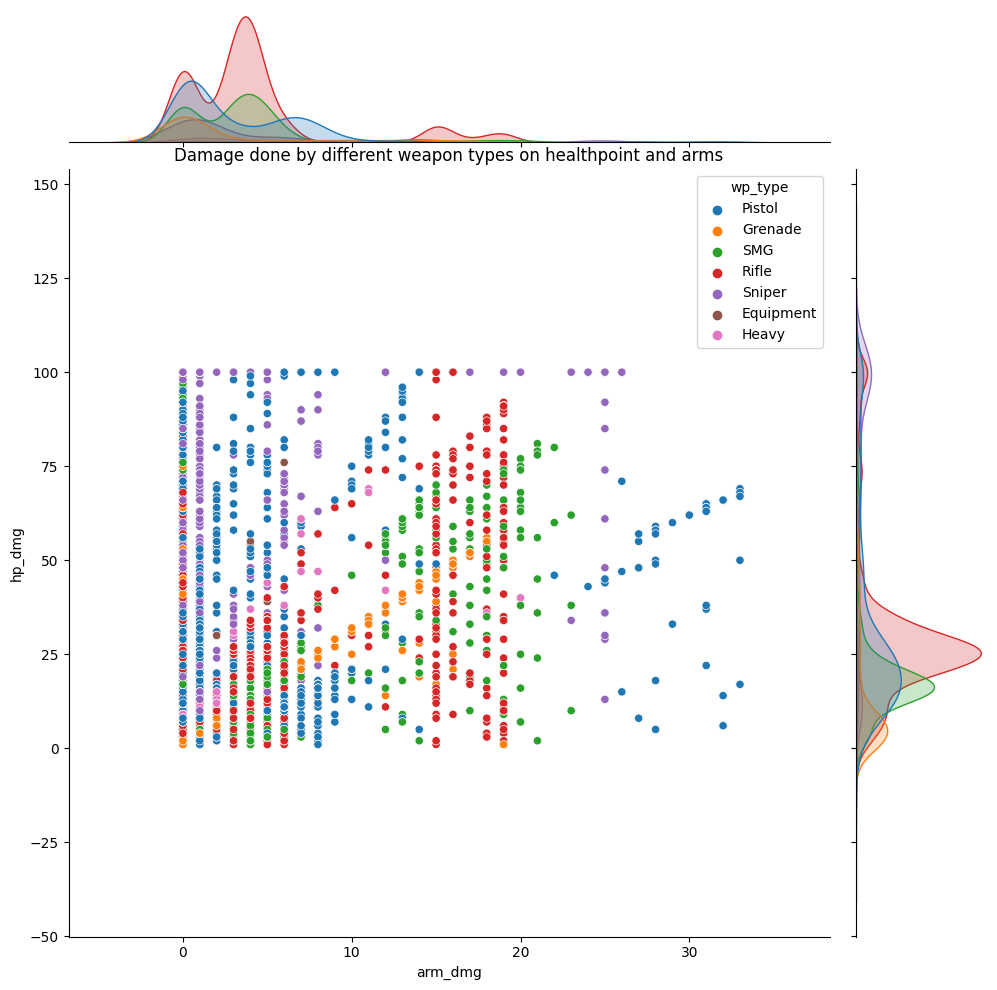 Damage done by different weapon types on healthpoint and arms
wp_type
Pistol
Grenade
SMG
Rifle
Sniper
Equipment
Heavy
150
125
100
75
50
25
0
−25
−50
hp_dmg
0 10 20 30
arm_dmg